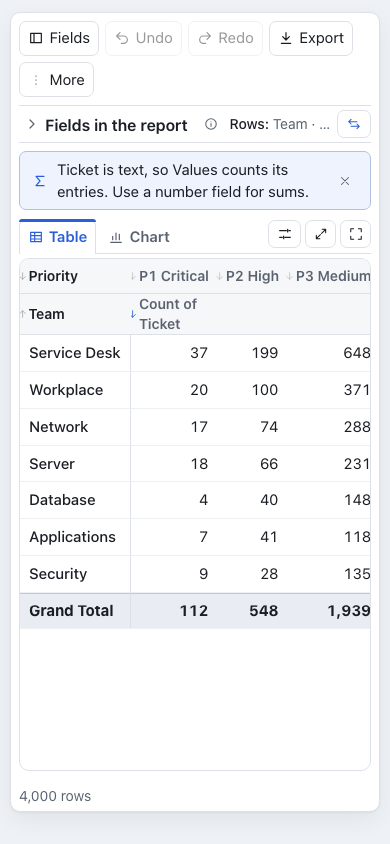 Fields Undo Redo Export
More
Fields in the report Rows: Team · ...
Ticket is text, so Values counts its
entries. Use a number field for sums.
Table Chart
Priority P1 Critical P2 High P3 Medium
Team Count of
Ticket
Service Desk 37 199 648
Workplace 20 100 371
Network 17 74 288
Server 18 66 231
Database 4 40 148
Applications 7 41 118
Security 9 28 135
Grand Total 112 548 1,939
4,000 rows